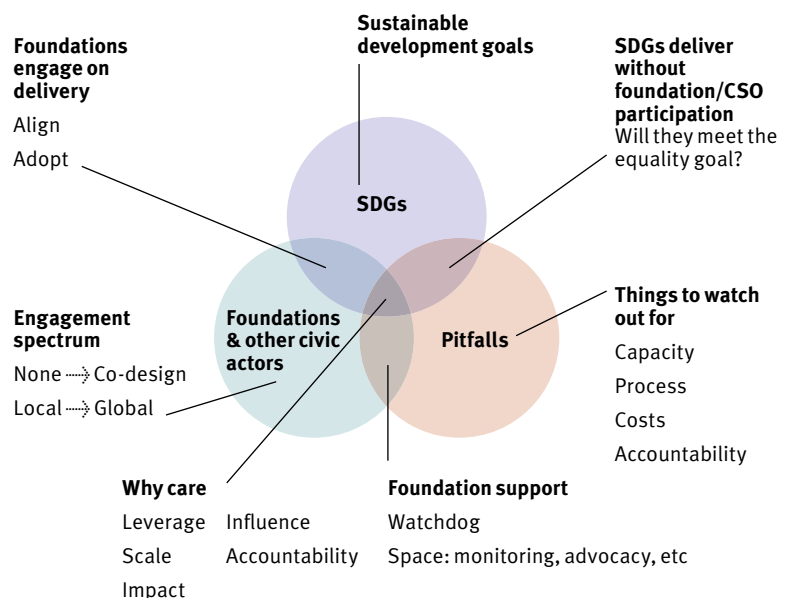 Sustainable
development goals
Foundations
engage on
delivery
Align
Adopt
SDGs deliver
without
foundation/CSO
participation
Will they meet the
equality goal?
SDGs
Engagement
spectrum
None ⟶ Co-design
Local ⟶ Global
Foundations
& other civic
actors
Pitfalls
Things to watch
out for
Capacity
Process
Costs
Accountability
Why care
Leverage Influence
Scale Accountability
Impact
Foundation support
Watchdog
Space: monitoring, advocacy, etc